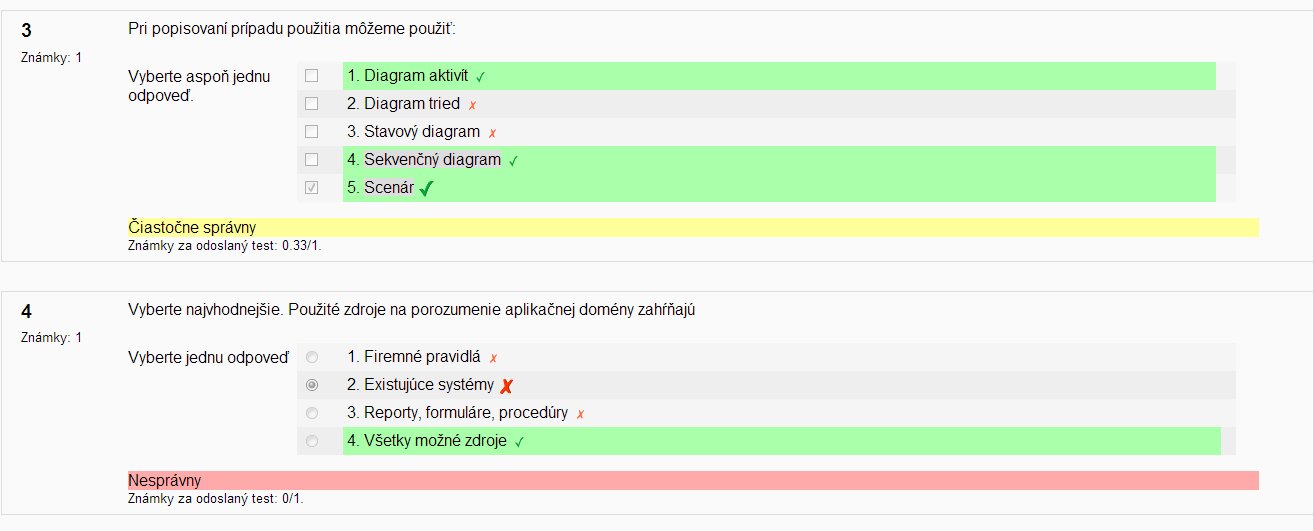 3
Známky: 1
Pri popisovaní prípadu použitia môžeme použiť:
Vyberte aspoň jednu
odpoveď.
1. Diagram aktivít
2. Diagram tried
3. Stavový diagram
4. Sekvenčný diagram
5. Scenár
Čiastočne správny
Známky za odoslaný test: 0.33/1.
4
Známky: 1
Vyberte najvhodnejšie. Použité zdroje na porozumenie aplikačnej domény zahŕňajú
Vyberte jednu odpoveď
1. Firemné pravidlá
2. Existujúce systémy
3. Reporty, formuláre, procedúry
4. Všetky možné zdroje
Nesprávny
Známky za odoslaný test: 0/1.